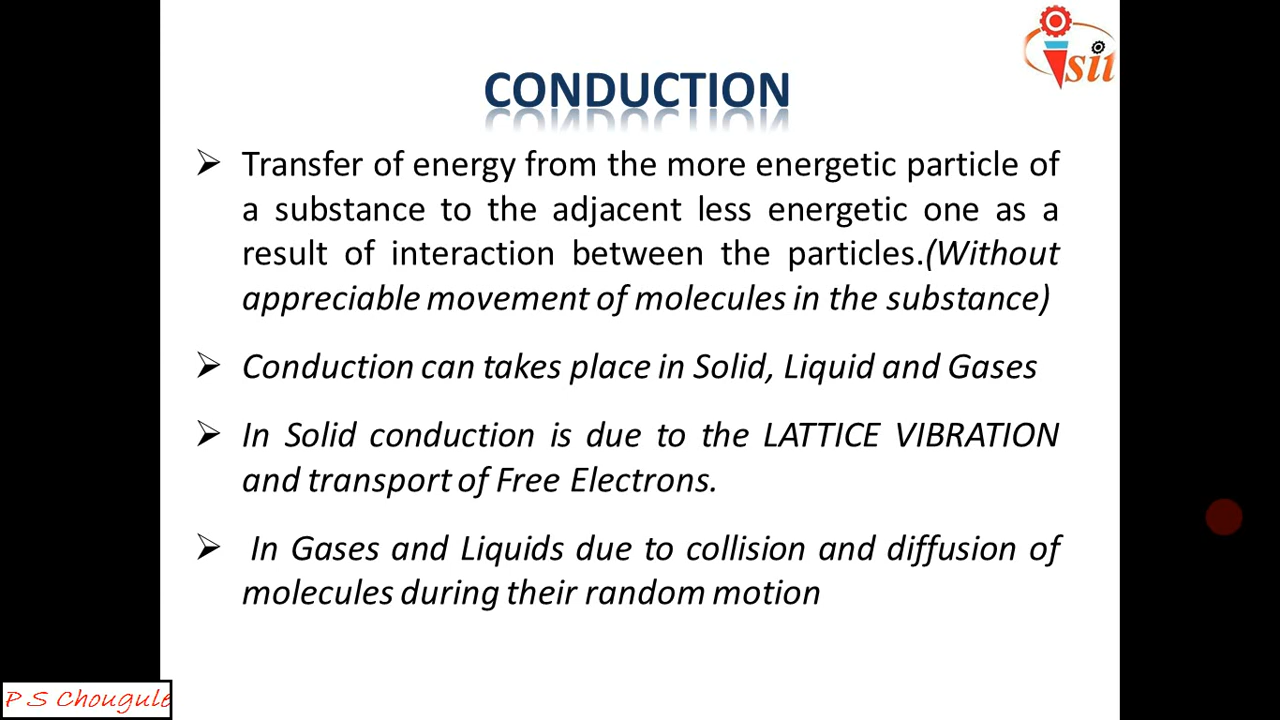 sii
CONDUCTION
➢ Transfer of energy from the more energetic particle of
a substance to the adjacent less energetic one as a
result of interaction between the particles.(Without
appreciable movement of molecules in the substance)
➢ Conduction can takes place in Solid, Liquid and Gases
➢ In Solid conduction is due to the LATTICE VIBRATION
and transport of Free Electrons.
➢ In Gases and Liquids due to collision and diffusion of
molecules during their random motion
P S Chougule